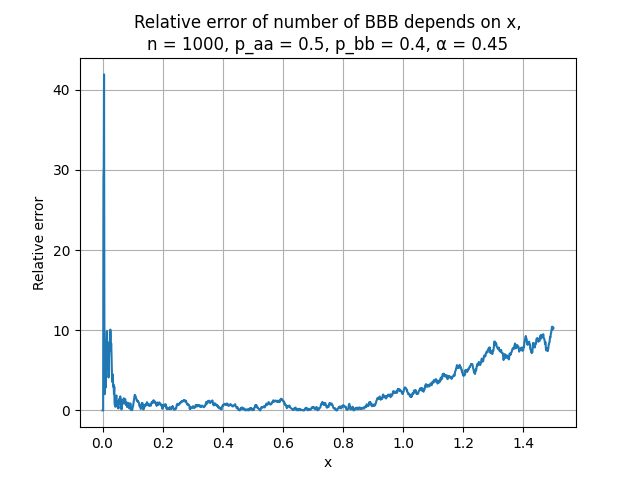 Relative error of number of BBB depends on x,
n = 1000, p_aa = 0.5, p_bb = 0.4, α = 0.45
40
30
20
10
0
Relative error
0.0 0.2 0.4 0.6 0.8 1.0 1.2 1.4
x